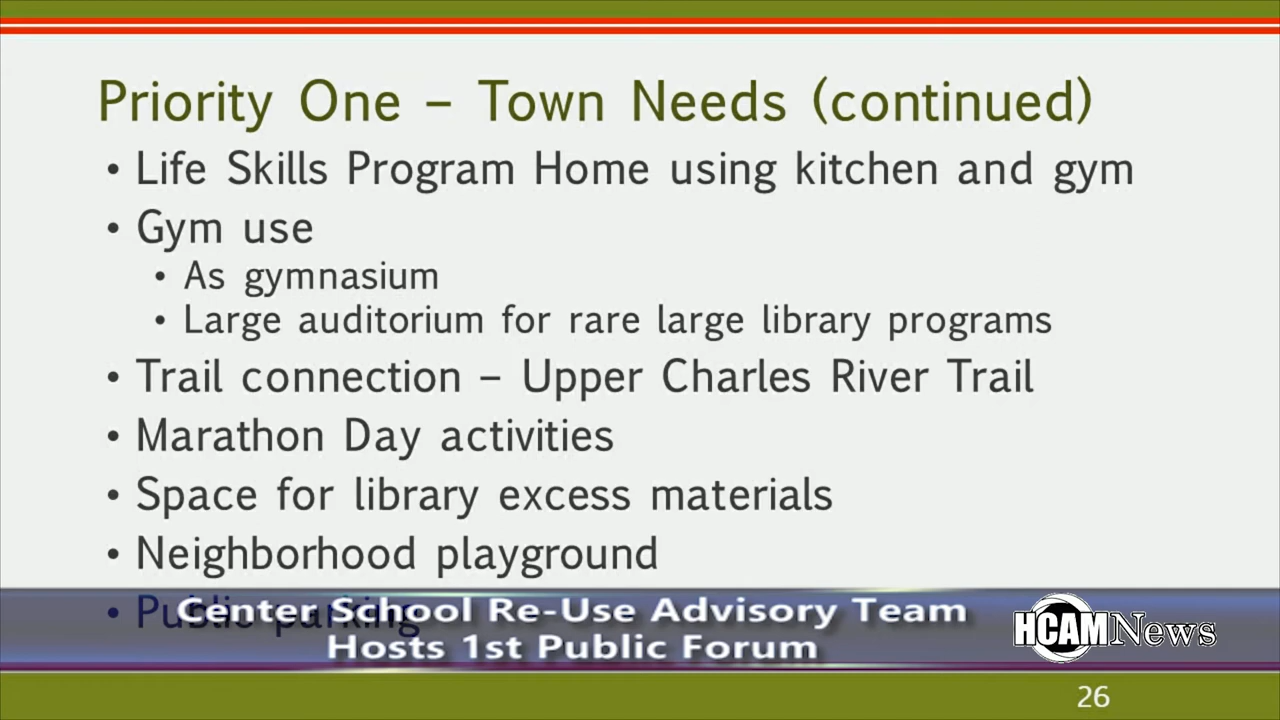 Priority One – Town Needs (continued)
• Life Skills Program Home using kitchen and gym
• Gym use
• As gymnasium
• Large auditorium for rare large library programs
• Trail connection – Upper Charles River Trail
• Marathon Day activities
• Space for library excess materials
• Neighborhood playground
• Public parking
Center School Re-Use Advisory Team
Hosts 1st Public Forum
HCAM News
26